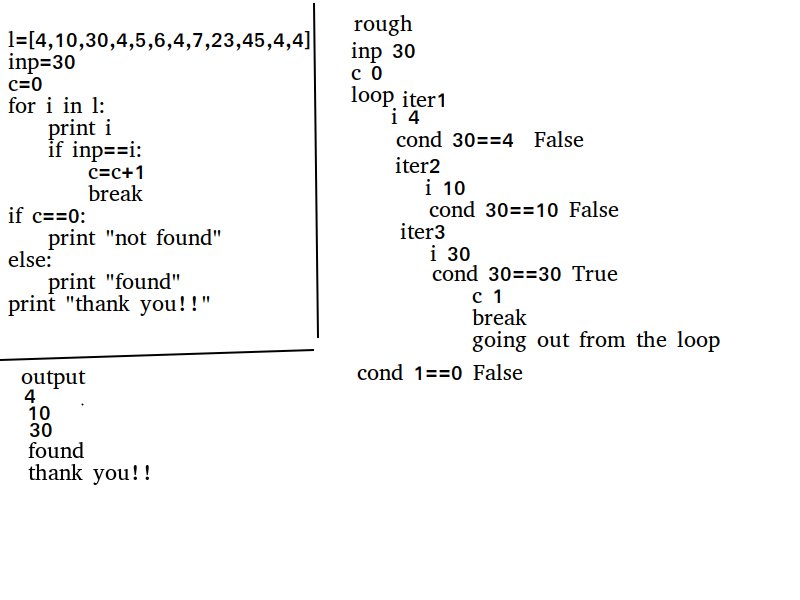 l=[4,10,30,4,5,6,4,7,23,45,4,4]
inp=30
c=0
for i in l:
print i
if inp==i:
c=c+1
break
if c==0:
print "not found"
else:
print "found"
print "thank you!!"
output
4
10
30
found
thank you!!
rough
inp 30
c 0
loop iter1
i 4
cond 30==4 False
iter2
i 10
cond 30==10 False
iter3
i 30
cond 30==30 True
c 1
break
going out from the loop
cond 1==0 False